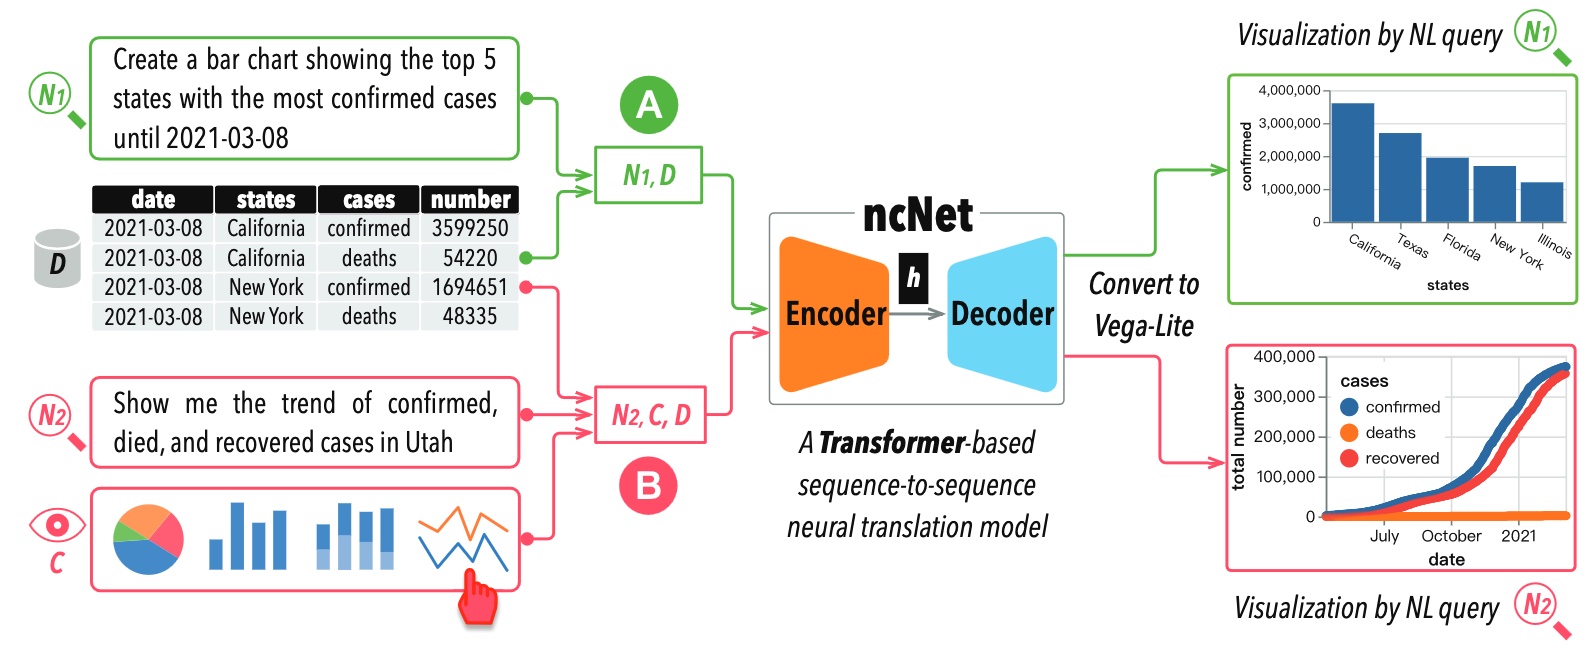 N1
Create a bar chart showing the top 5
states with the most confirmed cases
until 2021-03-08
D
date states cases number
2021-03-08 California confirmed 3599250
2021-03-08 California deaths 54220
2021-03-08 New York confirmed 1694651
2021-03-08 New York deaths 48335
N2
Show me the trend of confirmed,
died, and recovered cases in Utah
C
A
N1, D
N2, C, D
B
ncNet
Encoder
h
Decoder
A Transformer-based
sequence-to-sequence
neural translation model
Convert to
Vega-Lite
Visualization by NL query N1
confirmed
4,000,000
3,000,000
2,000,000
1,000,000
0
California Texas Florida New York Illinois
states
total number
400,000
300,000
200,000
100,000
0
cases
confirmed
deaths
recovered
July October 2021
date
Visualization by NL query N2